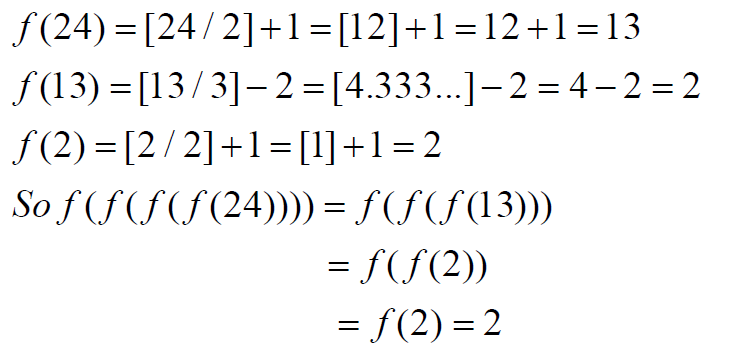 f(24)=[24/2]+1=[12]+1=12+1=13
f(13)=[13/3]−2=[4.333...]−2=4−2=2
f(2)=[2/2]+1=[1]+1=2
So f(f(f(f(24))))=f(f(f(13)))
=f(f(2))
=f(2)=2